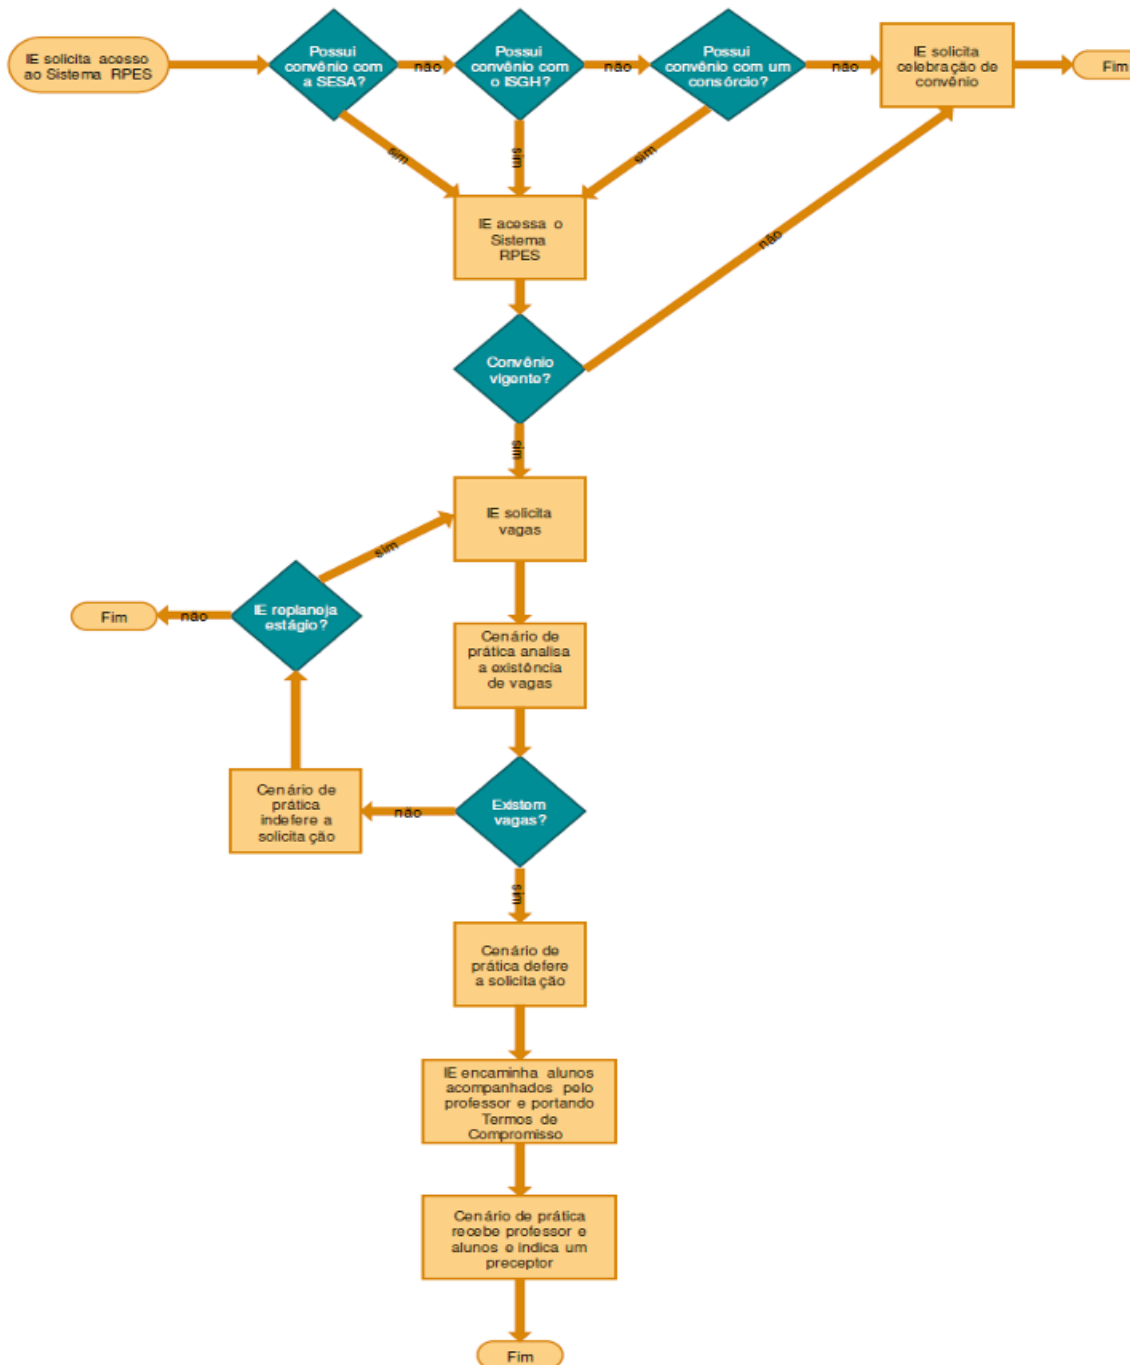 IE solicita acesso
ao Sistema RPES
Possui
convênio com
a SESA?
não
Possui
convênio com
o ISGH?
não
Possui
convênio com um
consórcio?
não
IE solicita
celebração de
convênio
Fim
sim
sim
sim
IE acessa o
Sistema
RPES
não
Convênio
vigente?
sim
IE solicita
vagas
sim
IE replaneja
estágio?
não
Fim
Cenário de
prática analisa
a existência
de vagas
Existem
vagas?
não
Cenário de
prática
indefere a
solicita ção
sim
Cenário de
prática defere
a solicita ção
IE encaminha alunos
acompanhados pelo
professor e portando
Termos de
Compromisso
Cenário de prática
recebe professor e
alunos e indica um
preceptor
Fim